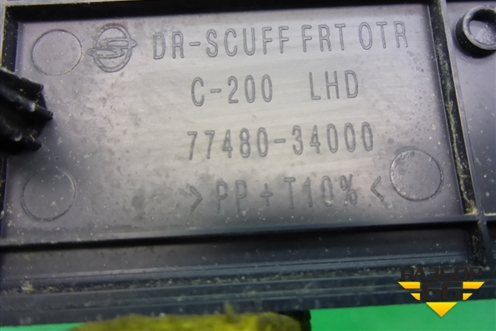 DR-SCUFF FRT OTR
C-200 LHD
77480-34000
>PP+T10%<